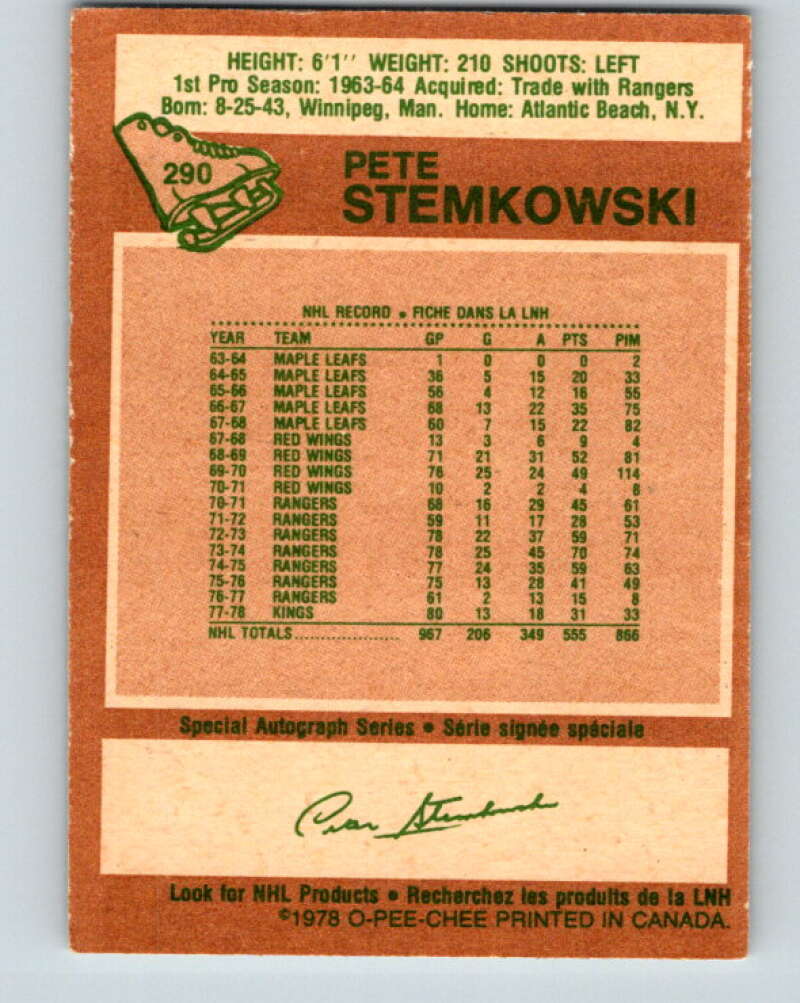 HEIGHT: 6'1'' WEIGHT: 210 SHOOTS: LEFT
1st Pro Season: 1963-64 Acquired: Trade with Rangers
Born: 8-25-43, Winnipeg, Man. Home: Atlantic Beach, N.Y.
290
PETE
STEMKOWSKI
NHL RECORD • FICHE DANS LA LNH
YEAR TEAM GP G A PTS PIM
63-64 MAPLE LEAFS 1 0 0 0 2
64-65 MAPLE LEAFS 36 5 15 20 33
65-66 MAPLE LEAFS 56 4 12 16 55
66-67 MAPLE LEAFS 68 13 22 35 75
67-68 MAPLE LEAFS 60 7 15 22 82
67-68 RED WINGS 13 3 6 9 4
68-69 RED WINGS 71 21 31 52 81
69-70 RED WINGS 76 25 24 49 114
70-71 RED WINGS 10 2 2 4 8
70-71 RANGERS 68 16 29 45 61
71-72 RANGERS 59 11 17 28 53
72-73 RANGERS 78 22 37 59 71
73-74 RANGERS 78 25 45 70 74
74-75 RANGERS 77 24 35 59 63
75-76 RANGERS 75 13 28 41 49
76-77 RANGERS 61 2 13 15 8
77-78 KINGS 80 13 18 31 33
NHL TOTALS.................... 967 206 349 555 866
Special Autograph Series • Série signée spéciale
Peter Stemkowski
Look for NHL Products • Recherchez les produits de la LNH
©1978 O-PEE-CHEE PRINTED IN CANADA.